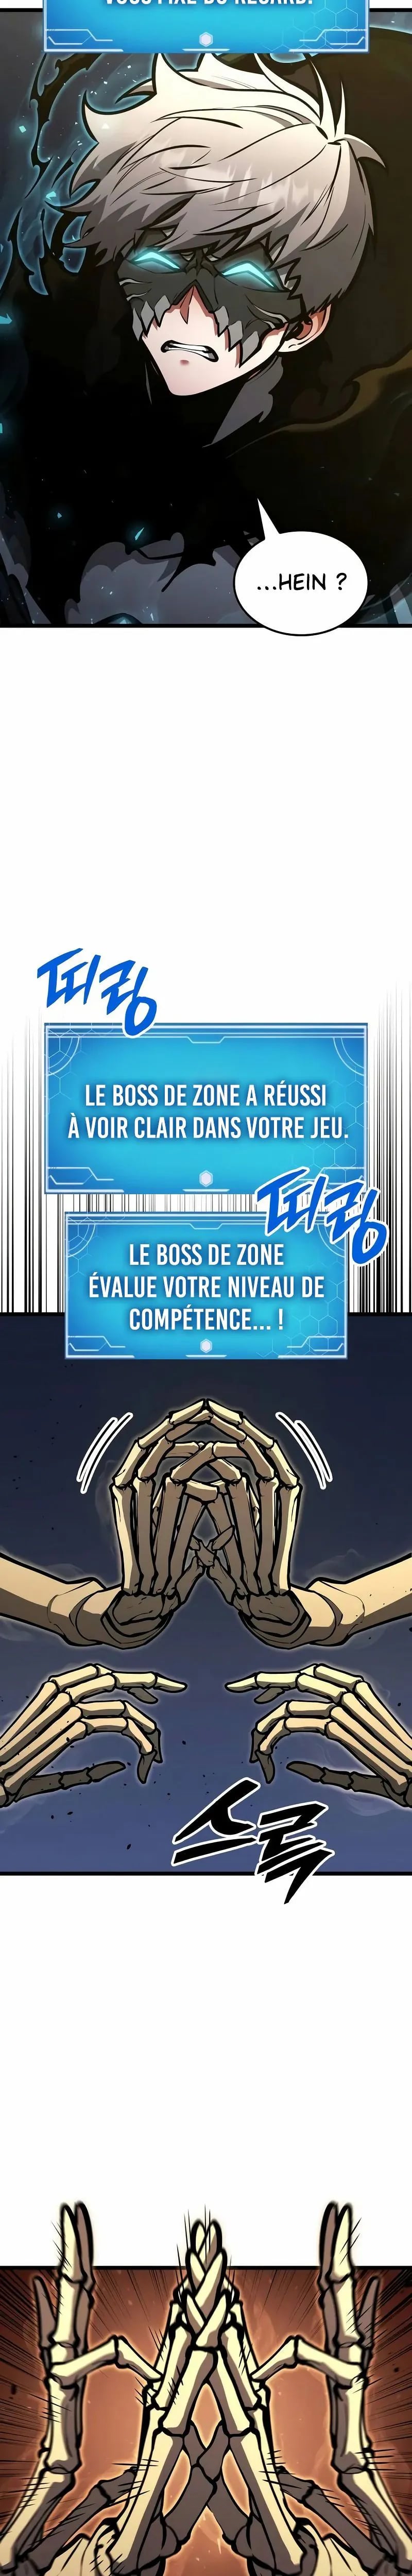 VOUS FIXE DU REGARD.
...HEIN ?
띠링
LE BOSS DE ZONE A RÉUSSI
À VOIR CLAIR DANS VOTRE JEU.
띠링
LE BOSS DE ZONE
ÉVALUE VOTRE NIVEAU DE
COMPÉTENCE... !
스륵